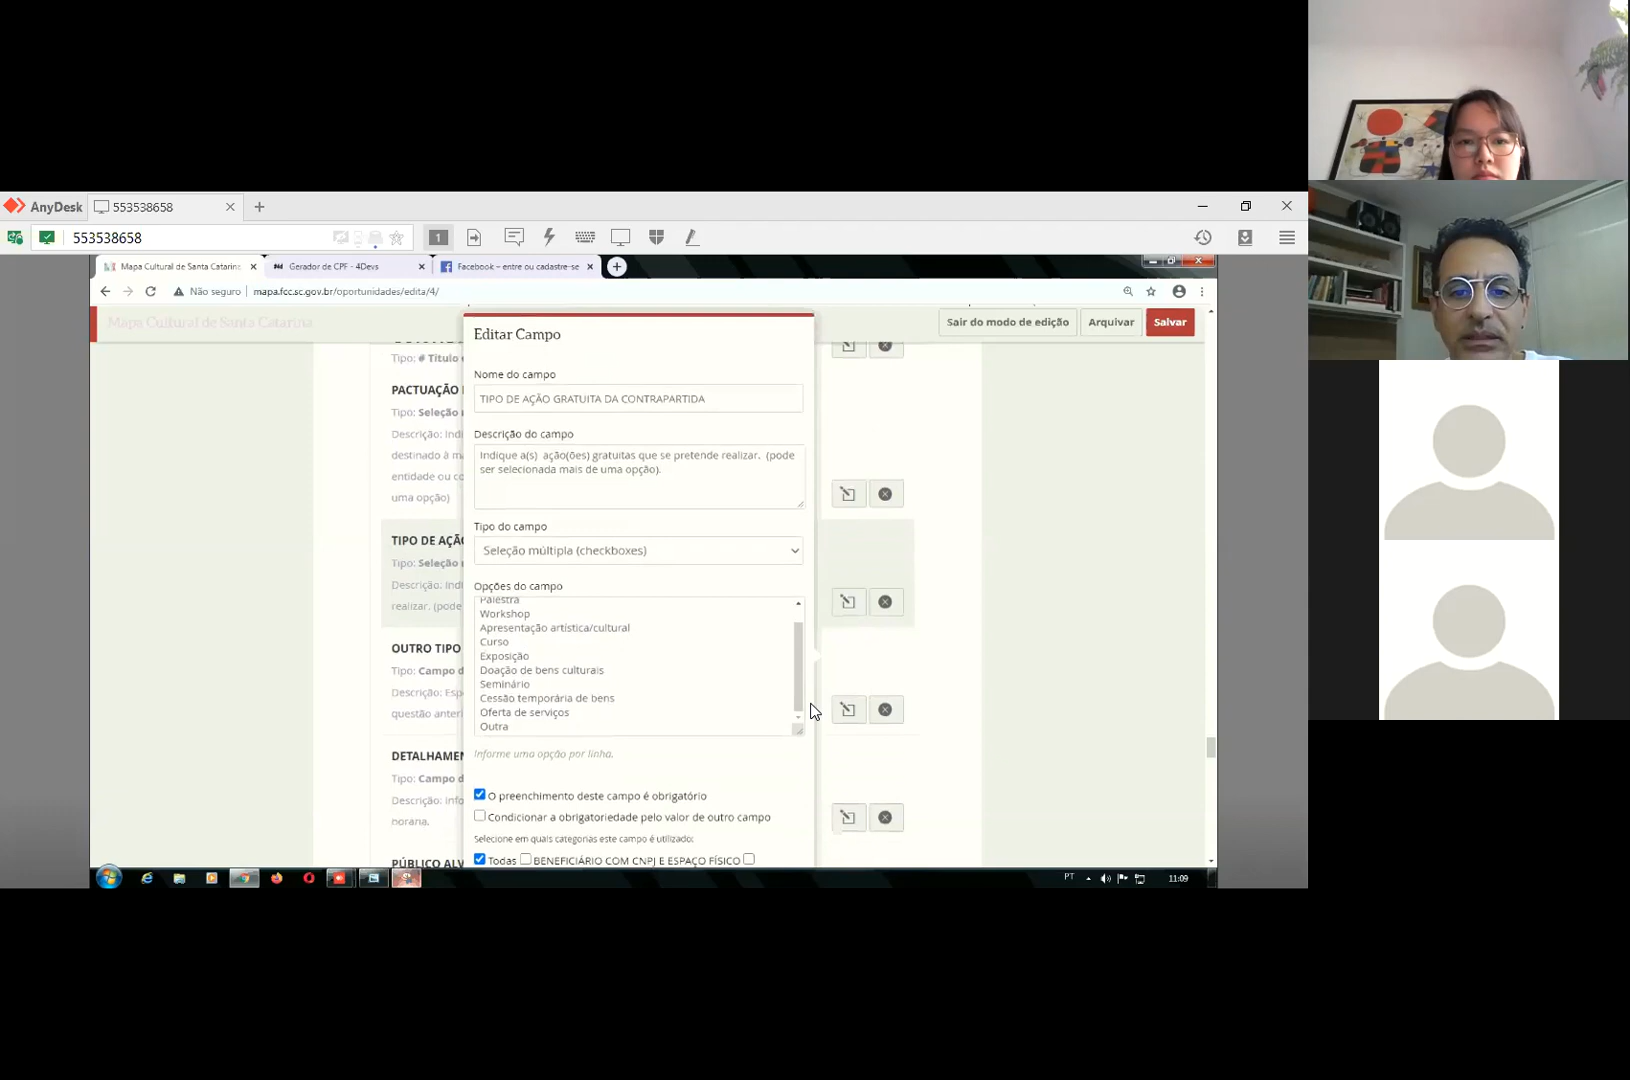 AnyDesk
553538658
553538658
1
Mapa Cultural de Santa Catarina
Gerador de CPF - 4Devs
Facebook – entre ou cadastre-se
Não seguro
mapa.fcc.sc.gov.br/oportunidades/edita/4/
Mapa Cultural de Santa Catarina
Sair do modo de edição
Arquivar
Salvar
Tipo: # Título
PACTUAÇÃO
Tipo: Seleção
Descrição: Indi
destinado à m
entidade ou co
uma opção)
TIPO DE AÇÃ
Tipo: Seleção
Descrição: Indi
realizar. (pode
OUTRO TIPO
Tipo: Campo d
Descrição: Esp
questão anteri
DETALHAMEN
Tipo: Campo d
Descrição: Info
horária.
PÚBLICO ALV
Editar Campo
Nome do campo
TIPO DE AÇÃO GRATUITA DA CONTRAPARTIDA
Descrição do campo
Indique a(s) ação(ões) gratuitas que se pretende realizar. (pode
ser selecionada mais de uma opção).
Tipo do campo
Seleção múltipla (checkboxes)
Opções do campo
Palestra
Workshop
Apresentação artística/cultural
Curso
Exposição
Doação de bens culturais
Seminário
Cessão temporária de bens
Oferta de serviços
Outra
Informe uma opção por linha.
O preenchimento deste campo é obrigatório
Condicionar a obrigatoriedade pelo valor de outro campo
Selecione em quais categorias este campo é utilizado:
Todas
BENEFICIÁRIO COM CNPJ E ESPAÇO FÍSICO
PT
11:09